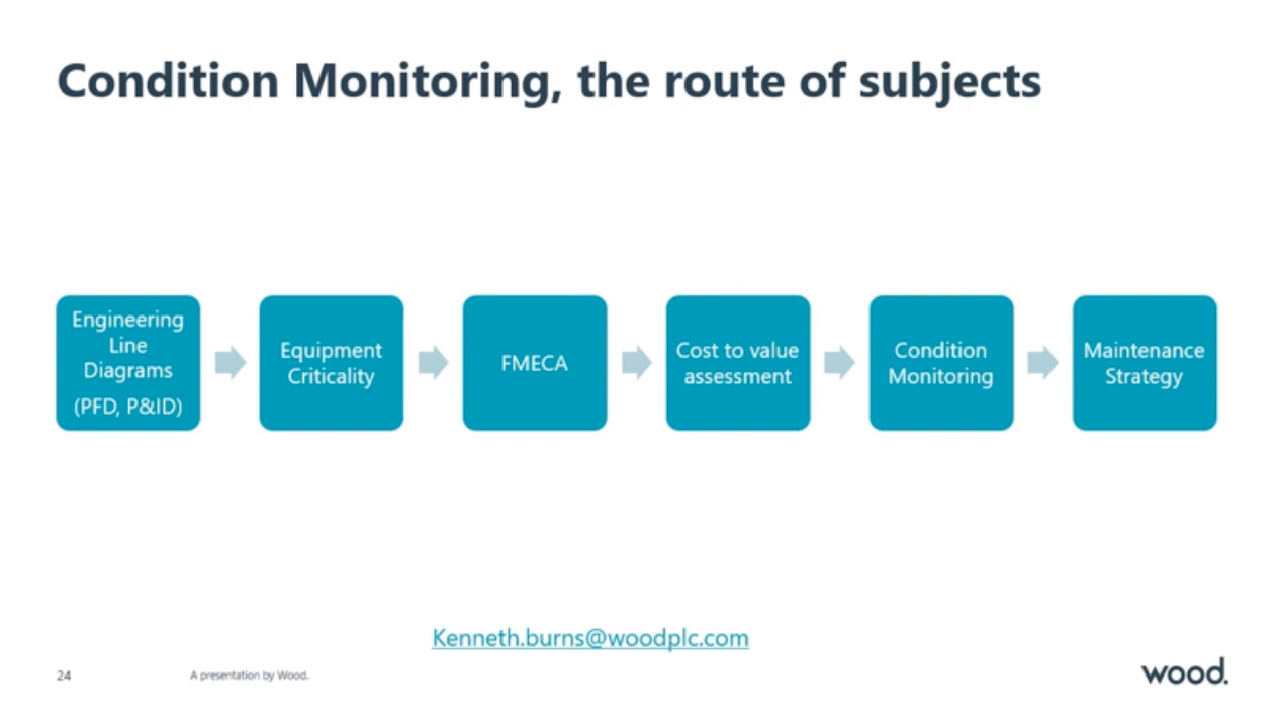 Condition Monitoring, the route of subjects
Engineering
Line
Diagrams
(PFD, P&ID)
Equipment
Criticality
FMECA
Cost to value
assessment
Condition
Monitoring
Maintenance
Strategy
Kenneth.burns@woodplc.com
24
A presentation by Wood.
wood.